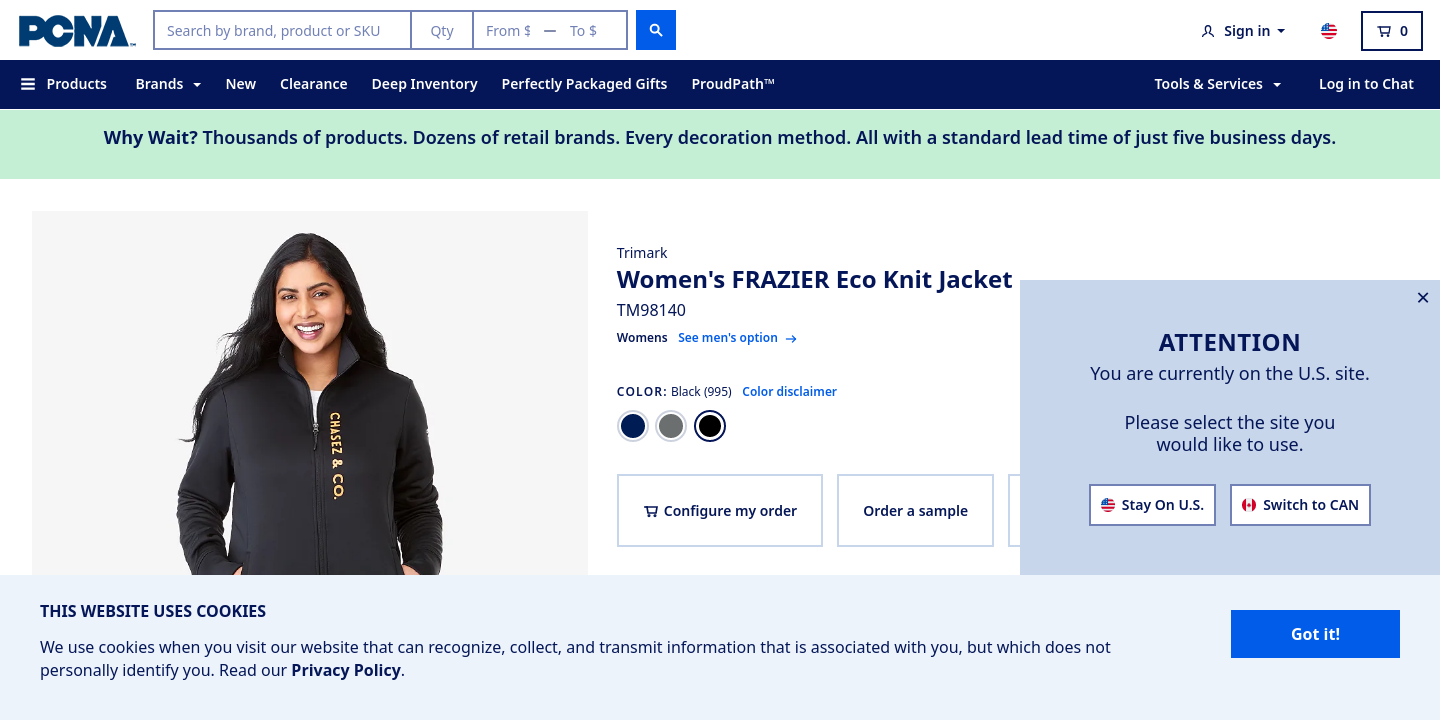 PCNA™
Search by brand, product or SKU
Qty
From $ — To $
Sign in
0
Products
Brands
New
Clearance
Deep Inventory
Perfectly Packaged Gifts
ProudPath™
Tools & Services
Log in to Chat
Why Wait? Thousands of products. Dozens of retail brands. Every decoration method. All with a standard lead time of just five business days.
CHASEZ & CO.
Trimark
Women's FRAZIER Eco Knit Jacket
TM98140
Womens See men's option →
COLOR: Black (995) Color disclaimer
Configure my order
Order a sample
×
ATTENTION
You are currently on the U.S. site.
Please select the site you
would like to use.
Stay On U.S.
Switch to CAN
THIS WEBSITE USES COOKIES
We use cookies when you visit our website that can recognize, collect, and transmit information that is associated with you, but which does not
personally identify you. Read our Privacy Policy.
Got it!